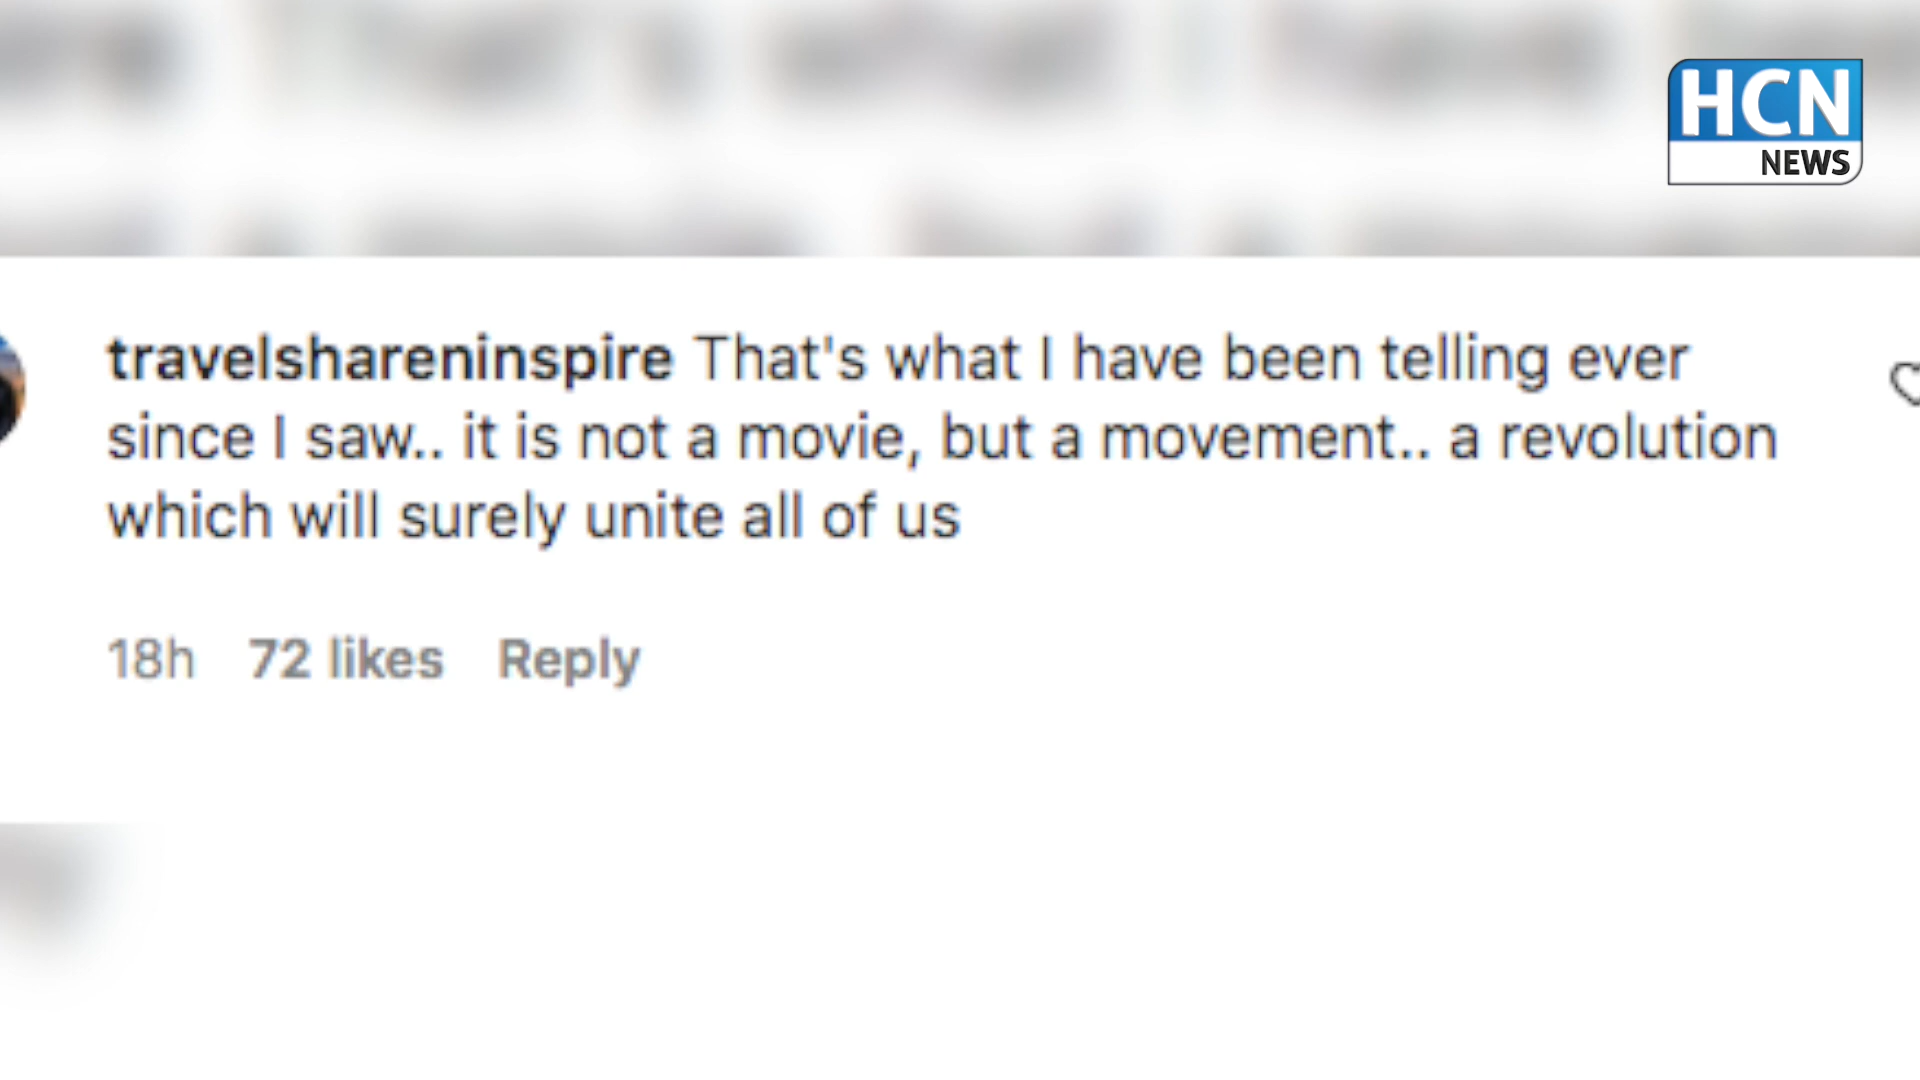 HCN
NEWS
travelshareninspire That's what I have been telling ever
since I saw.. it is not a movie, but a movement.. a revolution
which will surely unite all of us
18h 72 likes Reply